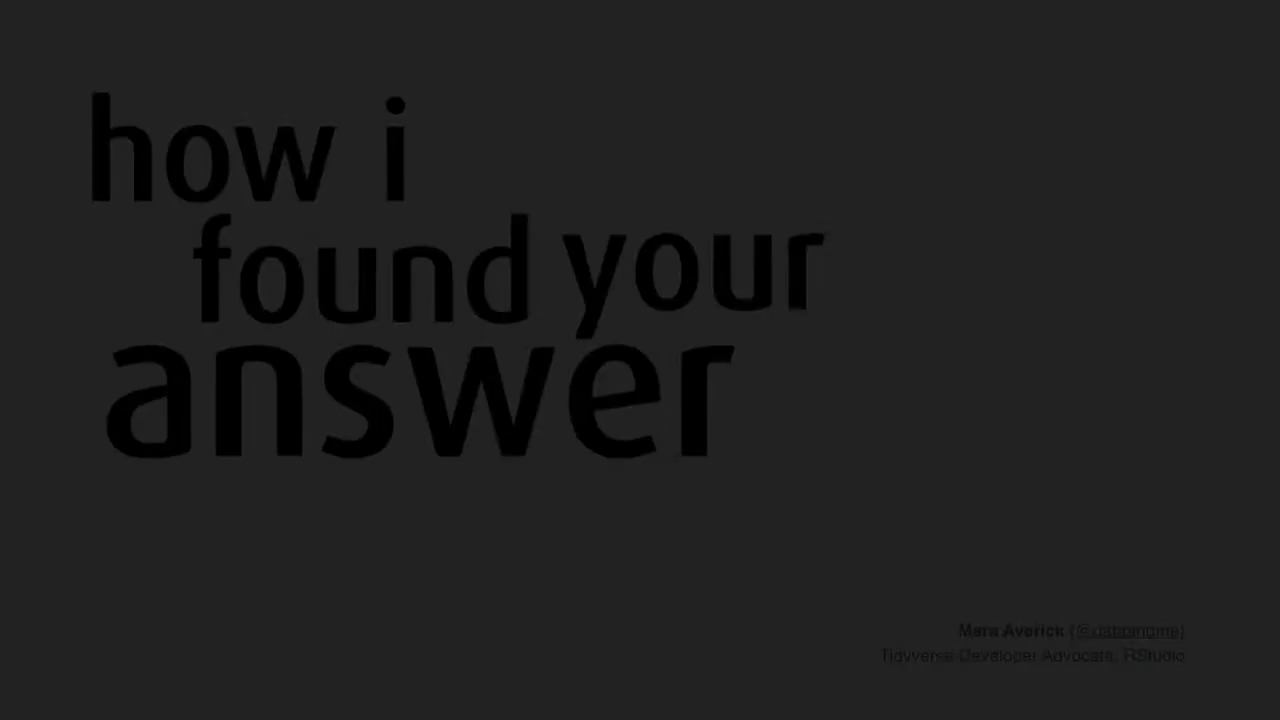 how i
found your
answer
Mara Averick (@dataandme)
Tidyverse Developer Advocate, RStudio